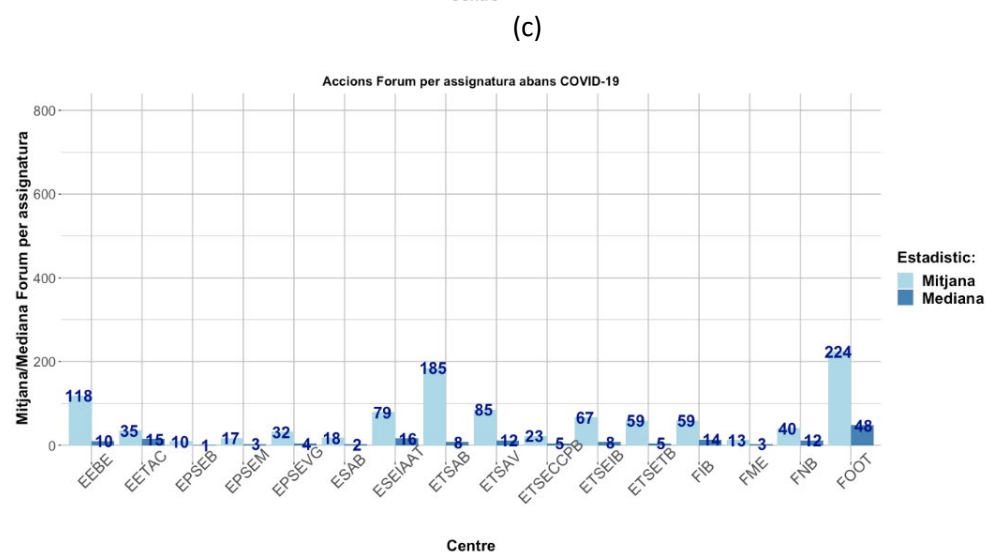 (c)
Accions Forum per assignatura abans COVID-19
Mitjana/Mediana Forum per assignatura
800
600
400
200
0
118 10 35 15 10 1 17 3 32 4 18 2 79 16 185 8 85 12 23 5 67 8 59 5 59 14 13 3 40 12 224 48
EEBE EETAC EPSEB EPSEM EPSEVG ESAB ESEIAAT ETSAB ETSAV ETSECCPB ETSEIB ETSETB FIB FME FNB FOOT
Centre
Estadistic:
Mitjana
Mediana